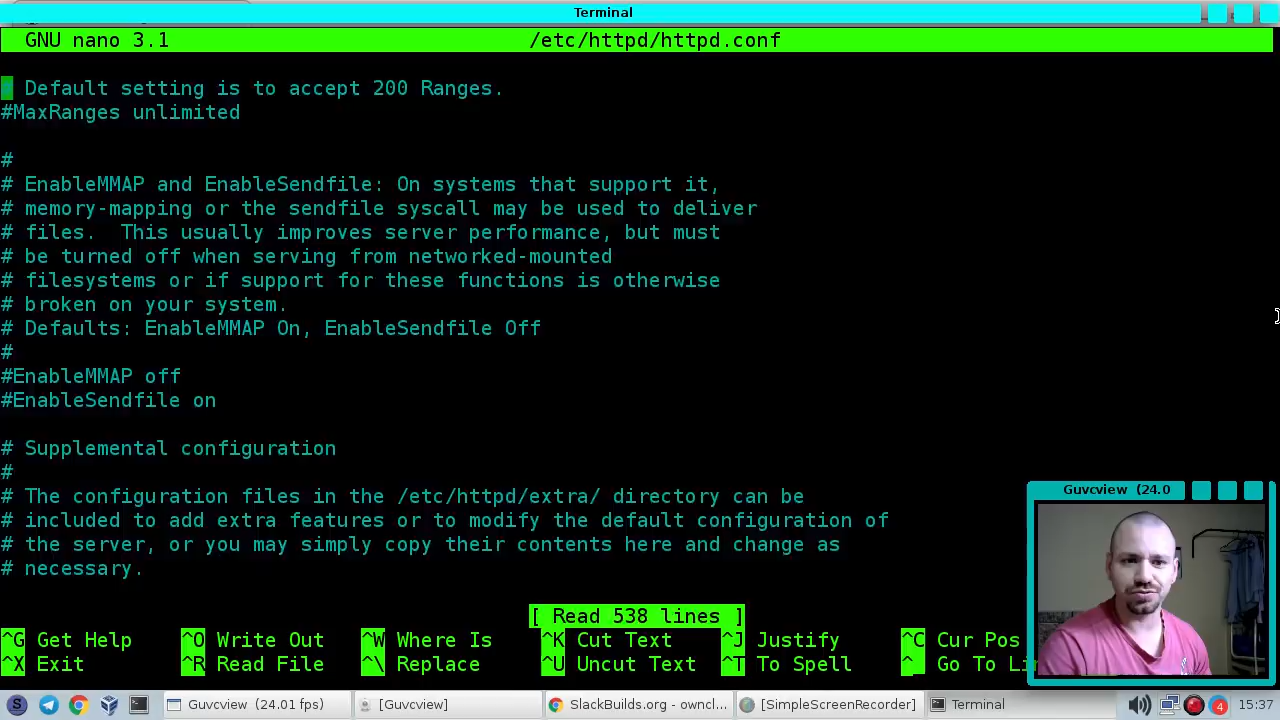 Terminal
GNU nano 3.1 /etc/httpd/httpd.conf
Default setting is to accept 200 Ranges.
#MaxRanges unlimited
#
# EnableMMAP and EnableSendfile: On systems that support it,
# memory-mapping or the sendfile syscall may be used to deliver
# files.  This usually improves server performance, but must
# be turned off when serving from networked-mounted
# filesystems or if support for these functions is otherwise
# broken on your system.
# Defaults: EnableMMAP On, EnableSendfile Off
#
#EnableMMAP off
#EnableSendfile on
# Supplemental configuration
#
# The configuration files in the /etc/httpd/extra/ directory can be
# included to add extra features or to modify the default configuration of
# the server, or you may simply copy their contents here and change as
# necessary.
Guvcview (24.0
[ Read 538 lines ]
^G Get Help ^O Write Out ^W Where Is ^K Cut Text ^J Justify ^C Cur Pos
^X Exit ^R Read File ^\ Replace ^U Uncut Text ^T To Spell ^_ Go To Li
Guvcview (24.01 fps) [Guvcview] SlackBuilds.org - owncl... [SimpleScreenRecorder] Terminal 4 15:37